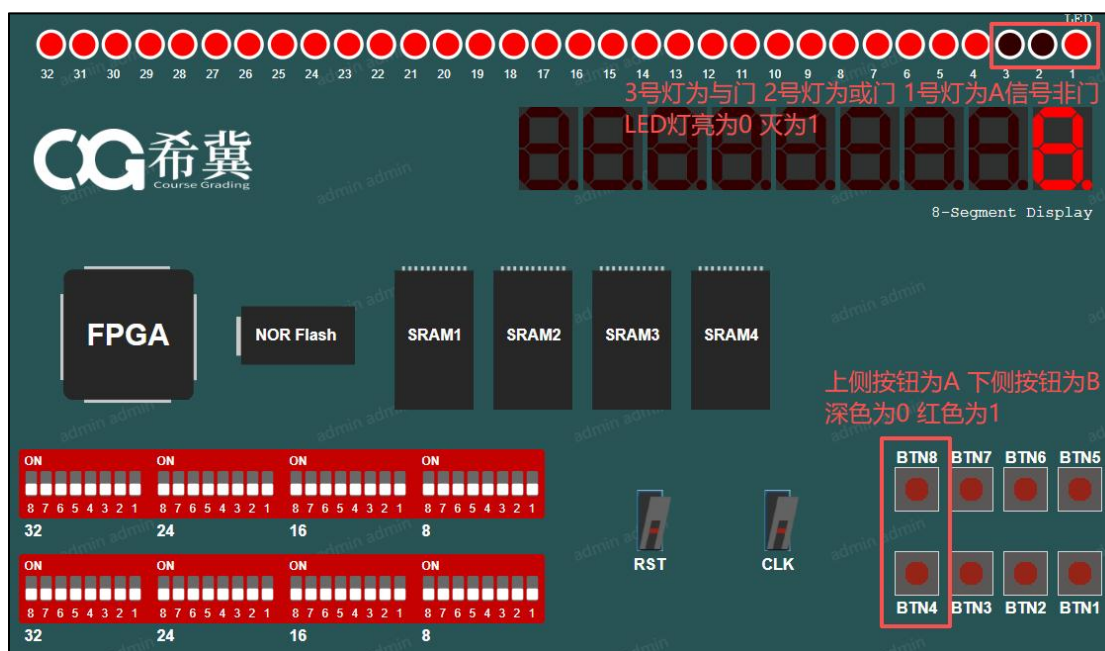 LED
32 31 30 29 28 27 26 25 24 23 22 21 20 19 18 17 16 15 14 13 12 11 10 9 8 7 6 5 4 3 2 1
3号灯为与门 2号灯为或门 1号灯为A信号非门
LED灯亮为0 灭为1
CG希冀
Course Grading
8-Segment Display
FPGA
NOR Flash
SRAM1
SRAM2
SRAM3
SRAM4
上侧按钮为A 下侧按钮为B
深色为0 红色为1
BTN8 BTN7 BTN6 BTN5
ON ON ON ON
8 7 6 5 4 3 2 1 8 7 6 5 4 3 2 1 8 7 6 5 4 3 2 1 8 7 6 5 4 3 2 1
32 24 16 8
RST CLK
ON ON ON ON
8 7 6 5 4 3 2 1 8 7 6 5 4 3 2 1 8 7 6 5 4 3 2 1 8 7 6 5 4 3 2 1
32 24 16 8
BTN4 BTN3 BTN2 BTN1
admin admin